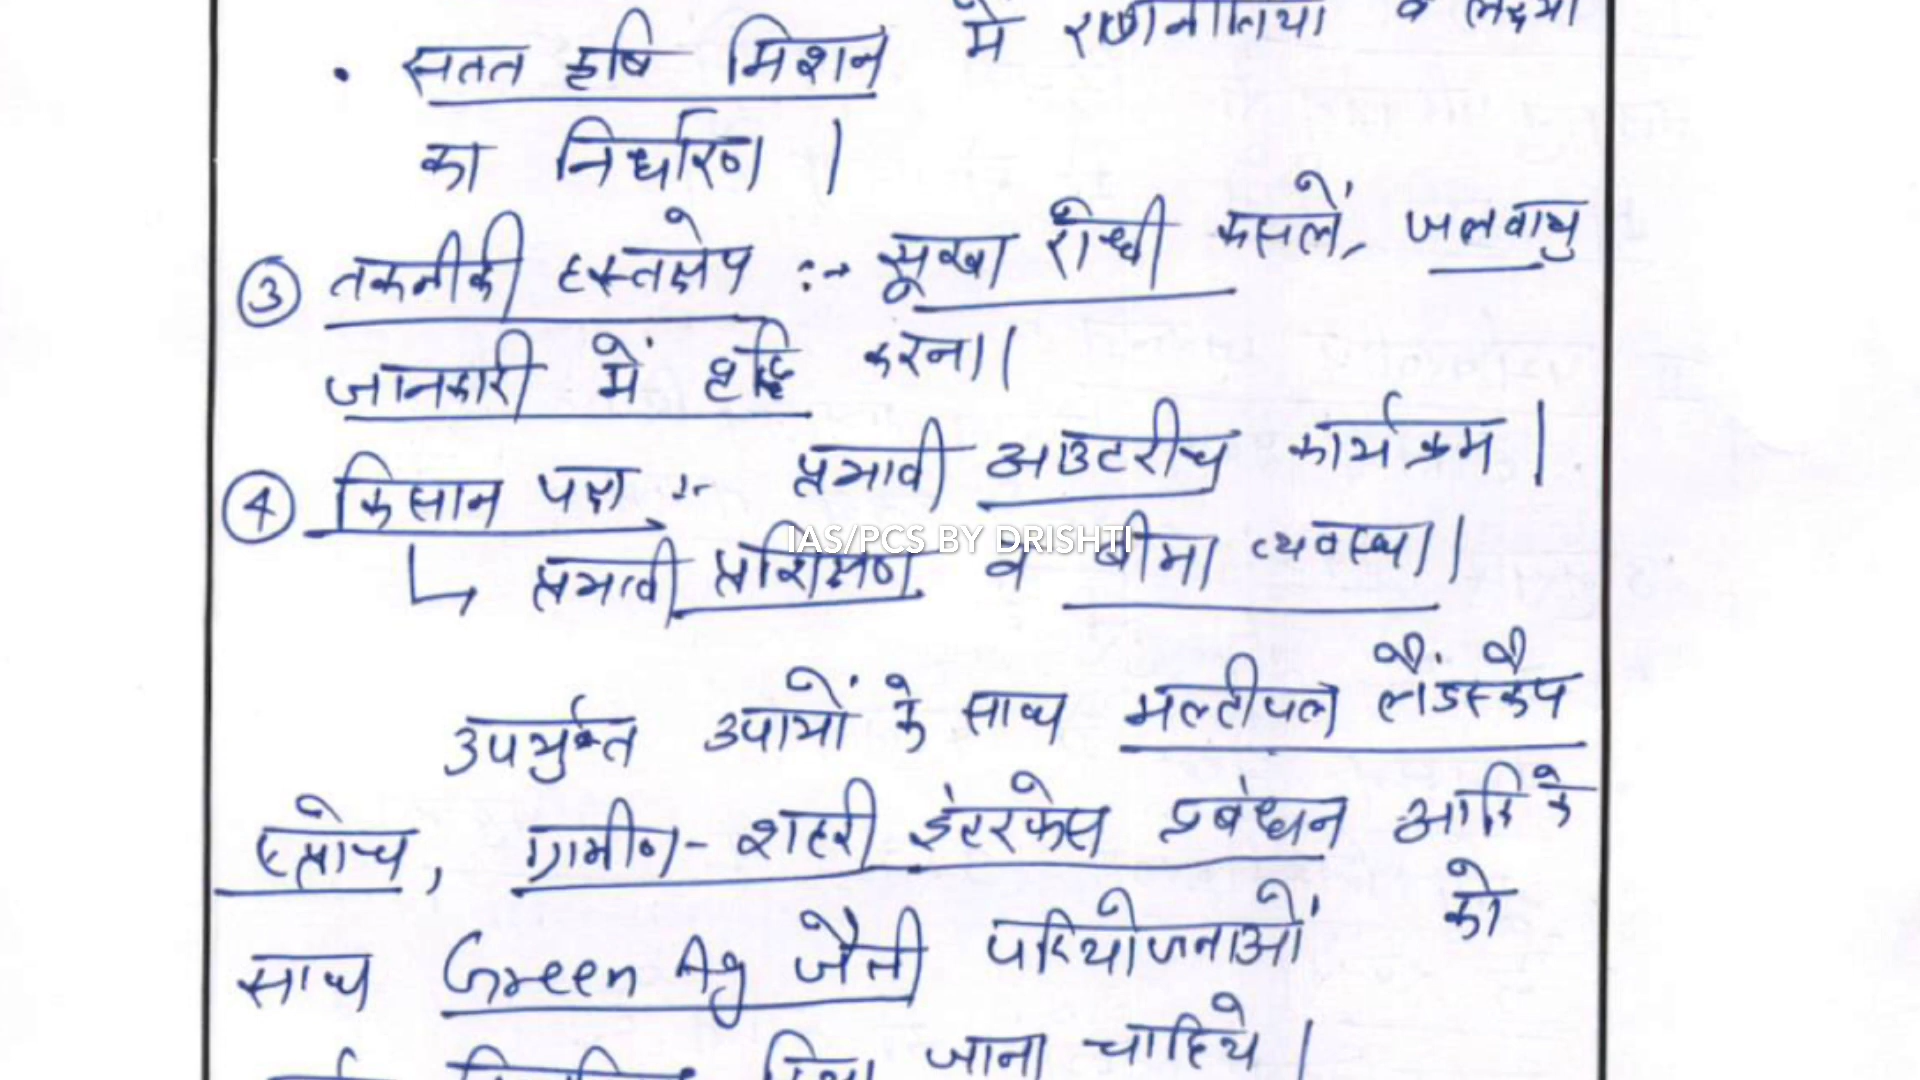 • सतत कृषि मिशन में रणनीतियों व लक्ष्यों
का निर्धारण ।
③ तकनीकी हस्तक्षेप :- सूखा रोधी फसलें, जलवायु
जानकारी में वृद्धि करना।
④ किसान पक्ष :- प्रभावी आउटरीच कार्यक्रम ।
IAS/PCS BY DRISHTI
↳ प्रभावी प्रशिक्षण व बीमा व्यवस्था।
उपर्युक्त उपायों के साथ मल्टीपल लैंडस्केप
एप्रोच, ग्रामीण-शहरी इंटरफेस प्रबंधन आदि के
साथ Green Ag जैसी परियोजनाओं को
जाना चाहिये ।